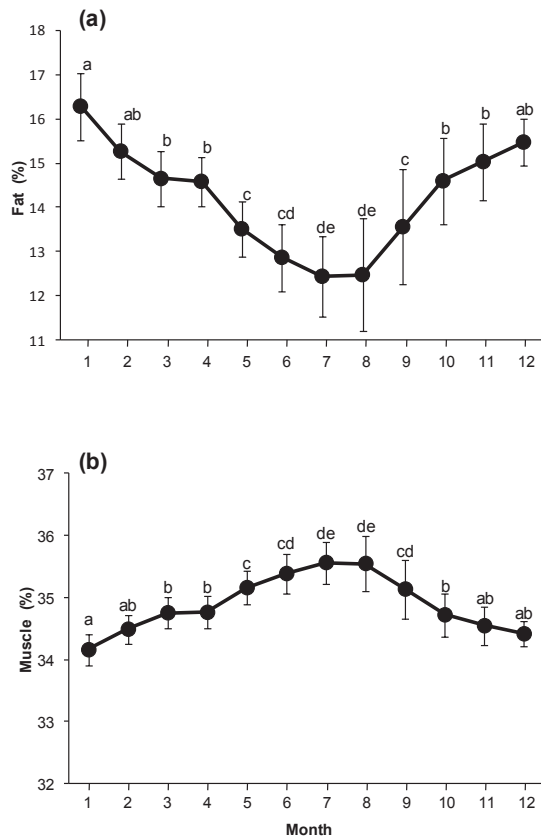 (a)
18
17
16
15
14
13
12
11
Fat (%)
a
ab
b
b
c
cd
de
de
c
b
b
ab
1 2 3 4 5 6 7 8 9 10 11 12
(b)
37
36
35
34
33
32
Muscle (%)
a
ab
b
b
c
cd
de
de
cd
b
ab
ab
1 2 3 4 5 6 7 8 9 10 11 12
Month